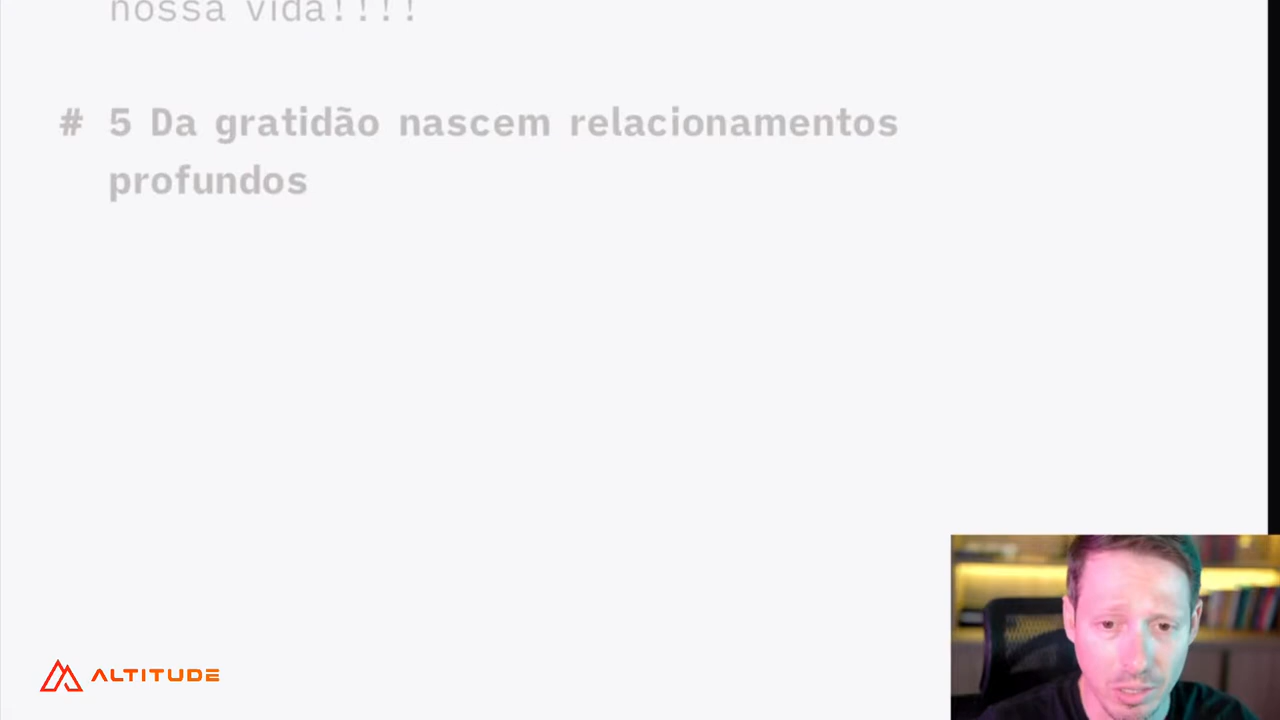 nossa vida!!!!
# 5 Da gratidão nascem relacionamentos
profundos
ALTITUDE